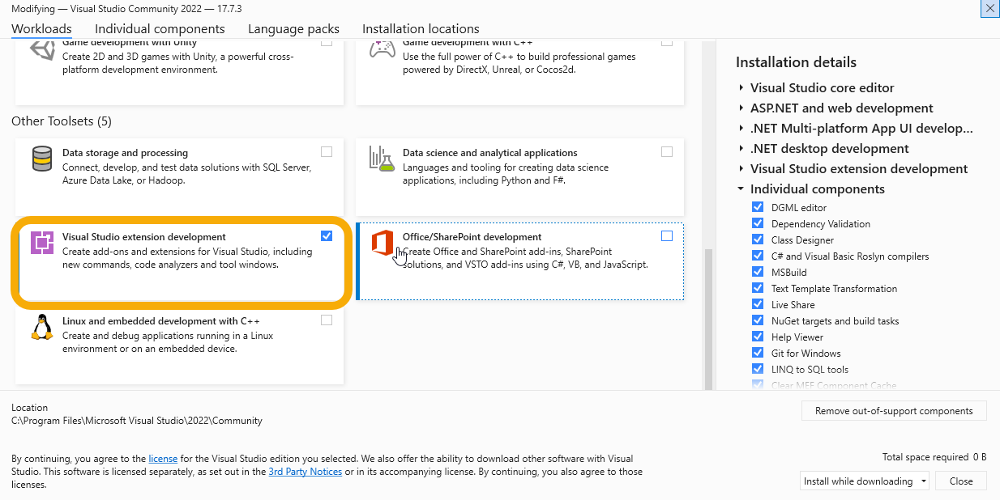 Modifying — Visual Studio Community 2022 — 17.7.3
Workloads Individual components Language packs Installation locations
Game development with Unity
Create 2D and 3D games with Unity, a powerful cross-
platform development environment.
Game development with C++
Use the full power of C++ to build professional games
powered by DirectX, Unreal, or Cocos2d.
Other Toolsets (5)
Data storage and processing
Connect, develop, and test data solutions with SQL Server,
Azure Data Lake, or Hadoop.
Data science and analytical applications
Languages and tooling for creating data science
applications, including Python and F#.
Visual Studio extension development
Create add-ons and extensions for Visual Studio, including
new commands, code analyzers and tool windows.
Office/SharePoint development
Create Office and SharePoint add-ins, SharePoint
solutions, and VSTO add-ins using C#, VB, and JavaScript.
Linux and embedded development with C++
Create and debug applications running in a Linux
environment or on an embedded device.
Installation details
Visual Studio core editor
ASP.NET and web development
.NET Multi-platform App UI develop...
.NET desktop development
Visual Studio extension development
Individual components
DGML editor
Dependency Validation
Class Designer
C# and Visual Basic Roslyn compilers
MSBuild
Text Template Transformation
Live Share
NuGet targets and build tasks
Help Viewer
Git for Windows
LINQ to SQL tools
Clear MEF Component Cache
Location
C:\Program Files\Microsoft Visual Studio\2022\Community
Remove out-of-support components
By continuing, you agree to the license for the Visual Studio edition you selected. We also offer the ability to download other software with Visual
Studio. This software is licensed separately, as set out in the 3rd Party Notices or in its accompanying license. By continuing, you also agree to those
licenses.
Total space required 0 B
Install while downloading
Close